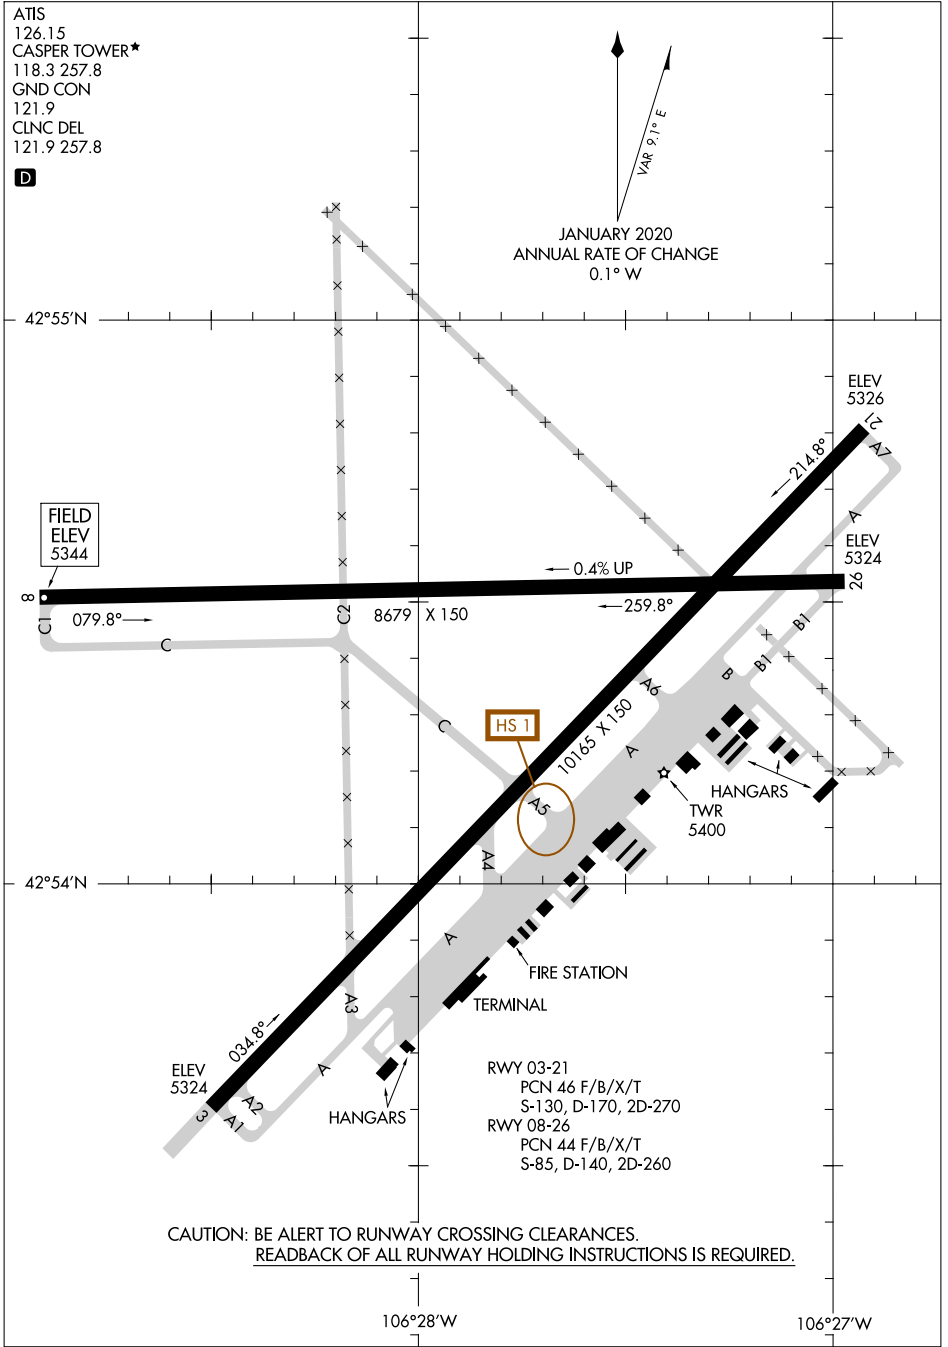 ATIS
126.15
CASPER TOWER★
118.3 257.8
GND CON
121.9
CLNC DEL
121.9 257.8
D
VAR 9.1° E
JANUARY 2020
ANNUAL RATE OF CHANGE
0.1° W
42°55'N
ELEV
5326
21
A7
214.8°
A
FIELD
ELEV
5344
ELEV
5324
0.4% UP
8
26
079.8°
C1
C2
8679 X 150
259.8°
B1
C
B1
B
A6
C
HS 1
10165 X 150
A
A5
HANGARS
TWR
5400
A4
42°54'N
A
FIRE STATION
TERMINAL
A3
034.8°
A
ELEV
5324
3
A2
A1
HANGARS
RWY 03-21
PCN 46 F/B/X/T
S-130, D-170, 2D-270
RWY 08-26
PCN 44 F/B/X/T
S-85, D-140, 2D-260
CAUTION: BE ALERT TO RUNWAY CROSSING CLEARANCES.
READBACK OF ALL RUNWAY HOLDING INSTRUCTIONS IS REQUIRED.
106°28'W
106°27'W